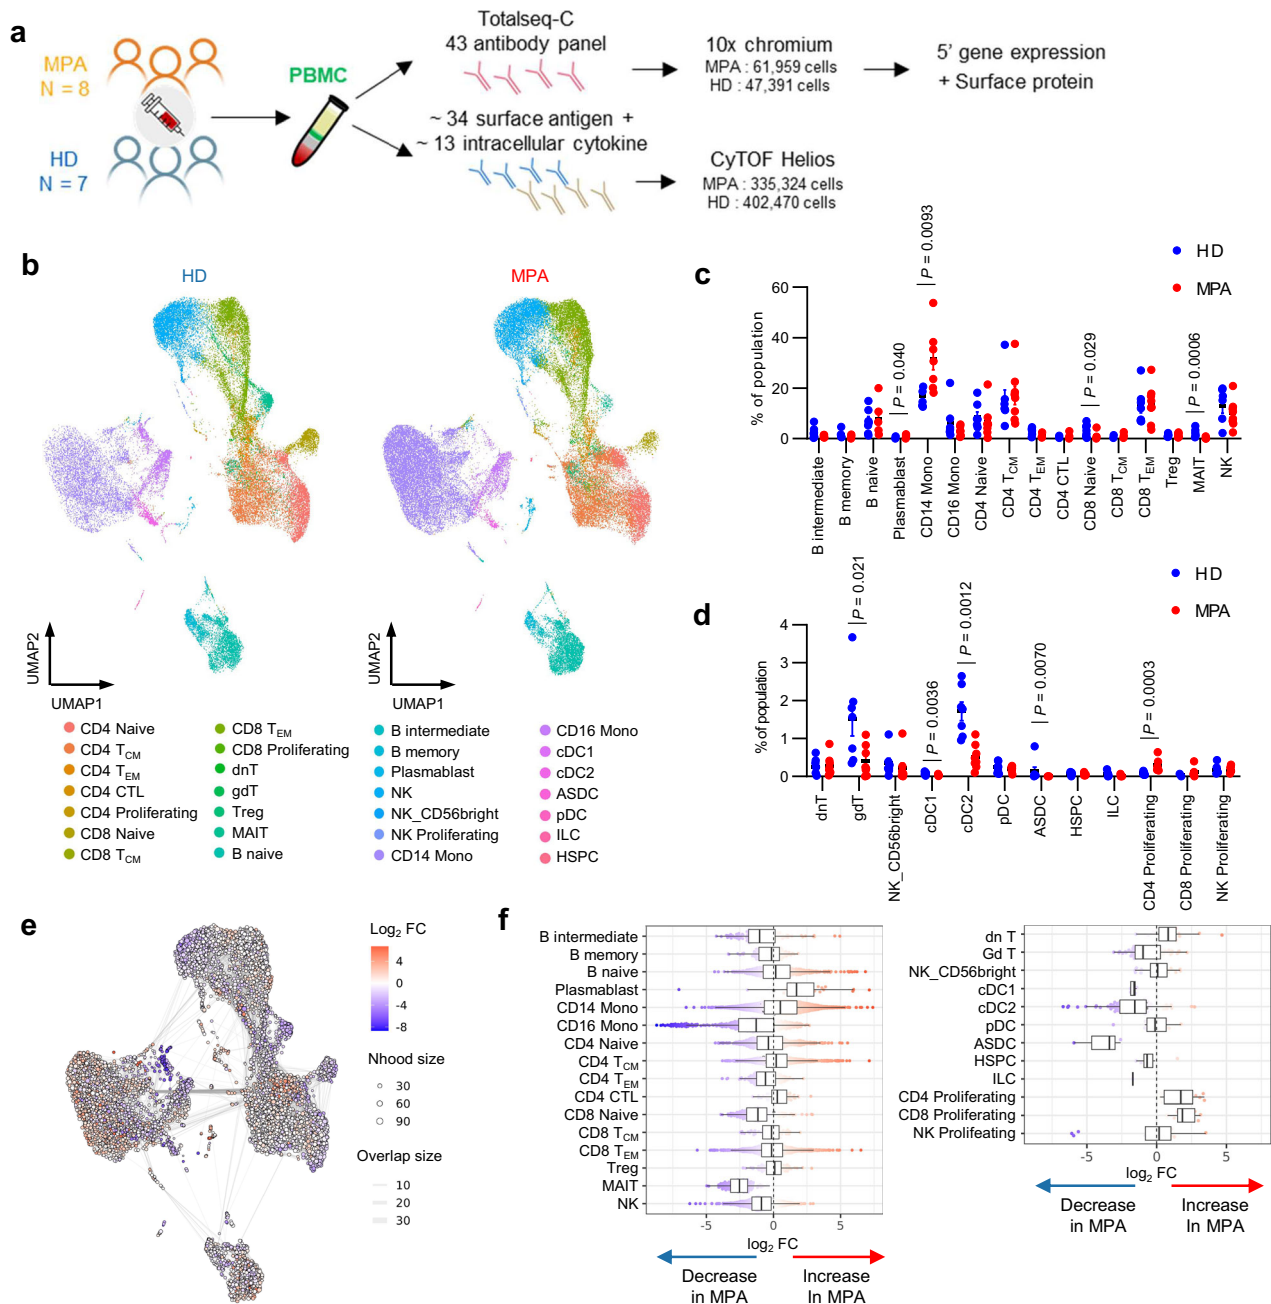 a
MPA
N = 8
HD
N = 7
PBMC
Totalseq-C
43 antibody panel
~ 34 surface antigen +
~ 13 intracellular cytokine
10x chromium
MPA : 61,959 cells
HD : 47,391 cells
CyTOF Helios
MPA : 335,324 cells
HD : 402,470 cells
5' gene expression
+ Surface protein
b
HD
MPA
UMAP2
UMAP1
UMAP2
UMAP1
CD4 Naive
CD4 TCM
CD4 TEM
CD4 CTL
CD4 Proliferating
CD8 Naive
CD8 TCM
CD8 TEM
CD8 Proliferating
dnT
gdT
Treg
MAIT
B naive
B intermediate
B memory
Plasmablast
NK
NK_CD56bright
NK Proliferating
CD14 Mono
CD16 Mono
cDC1
cDC2
ASDC
pDC
ILC
HSPC
c
HD
MPA
% of population
60
40
20
0
P = 0.040
P = 0.0093
P = 0.029
P = 0.0006
B intermediate
B memory
B naive
Plasmablast
CD14 Mono
CD16 Mono
CD4 Naive
CD4 TCM
CD4 TEM
CD4 CTL
CD8 Naive
CD8 TCM
CD8 TEM
Treg
MAIT
NK
d
HD
MPA
%of population
4
3
2
1
0
P = 0.021
P = 0.0036
P = 0.0012
P = 0.0070
P = 0.0003
dnT
gdT
NK_CD56bright
cDC1
cDC2
pDC
ASDC
HSPC
ILC
CD4 Proliferating
CD8 Proliferating
NK Proliferating
e
Log2 FC
4
0
-4
-8
Nhood size
30
60
90
Overlap size
10
20
30
f
B intermediate
B memory
B naive
Plasmablast
CD14 Mono
CD16 Mono
CD4 Naive
CD4 TCM
CD4 TEM
CD4 CTL
CD8 Naive
CD8 TCM
CD8 TEM
Treg
MAIT
NK
-5 0 5
log2 FC
Decrease
in MPA
Increase
In MPA
dn T
Gd T
NK_CD56bright
cDC1
cDC2
pDC
ASDC
HSPC
ILC
CD4 Proliferating
CD8 Proliferating
NK Prolifeating
-5 0 5
log2 FC
Decrease
in MPA
Increase
In MPA